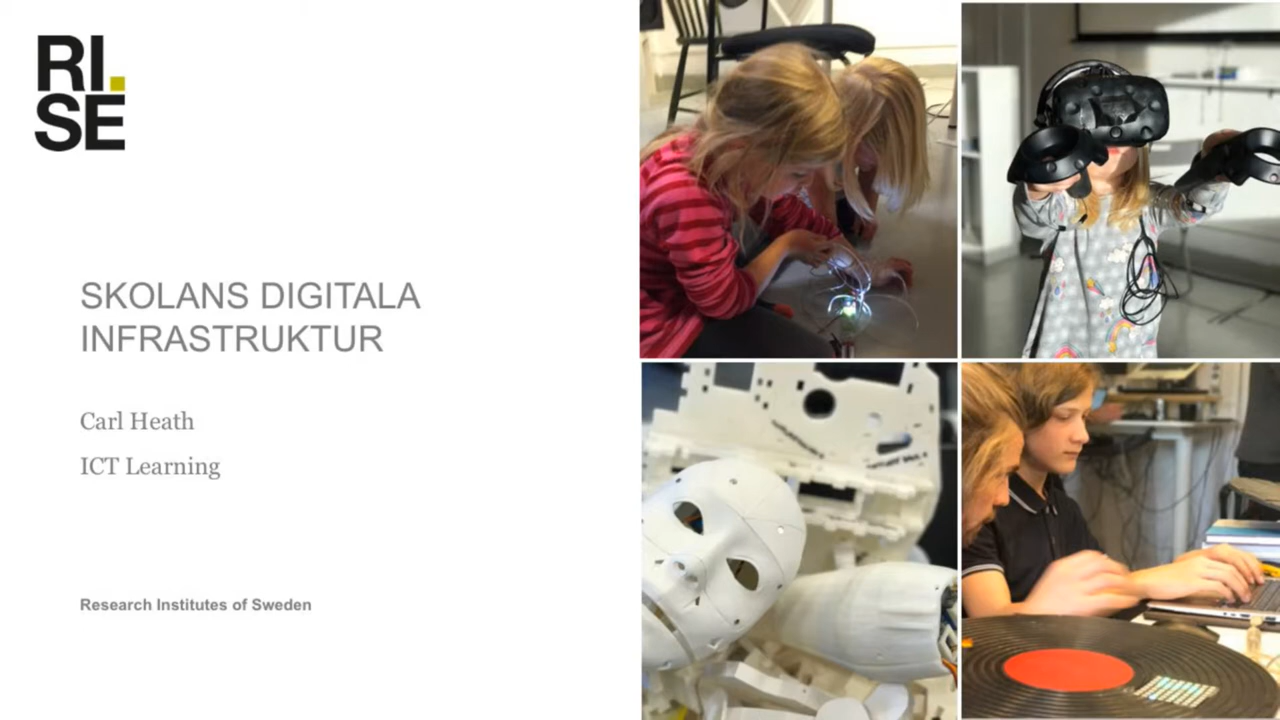 RI.
SE
SKOLANS DIGITALA
INFRASTRUKTUR
Carl Heath
ICT Learning
Research Institutes of Sweden